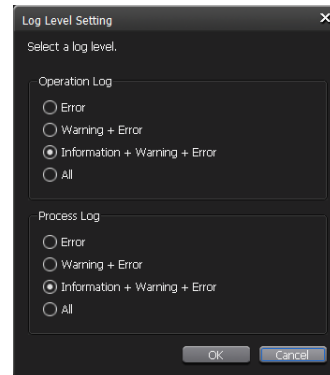 Log Level Setting
Select a log level.
Operation Log
Error
Warning + Error
Information + Warning + Error
All
Process Log
Error
Warning + Error
Information + Warning + Error
All
OK Cancel